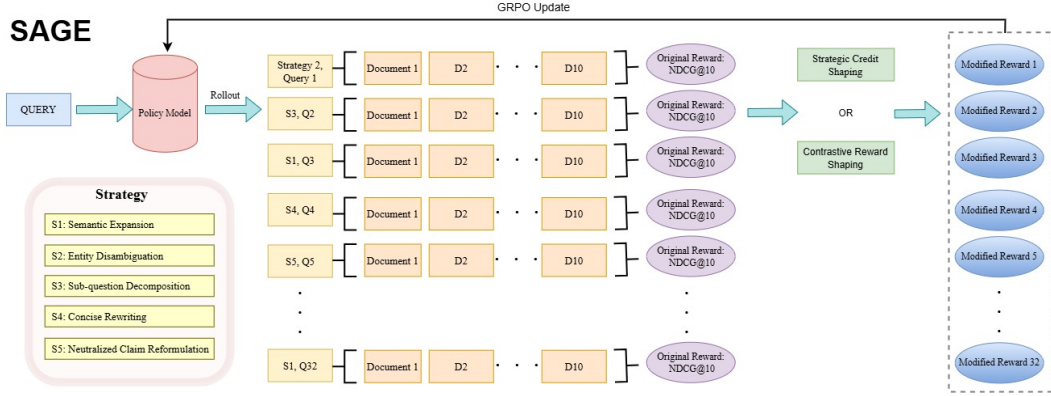 GRPO Update
SAGE
QUERY
Policy Model
Rollout
Strategy 2,
Query 1
Document 1
D2
D10
Original Reward:
NDCG@10
S3, Q2
Document 1
D2
D10
Original Reward:
NDCG@10
S1, Q3
Document 1
D2
D10
Original Reward:
NDCG@10
S4, Q4
Document 1
D2
D10
Original Reward:
NDCG@10
S5, Q5
Document 1
D2
D10
Original Reward:
NDCG@10
S1, Q32
Document 1
D2
D10
Original Reward:
NDCG@10
Strategic Credit
Shaping
OR
Contrastive Reward
Shaping
Modified Reward 1
Modified Reward 2
Modified Reward 3
Modified Reward 4
Modified Reward 5
Modified Reward 32
Strategy
S1: Semantic Expansion
S2: Entity Disambiguation
S3: Sub-question Decomposition
S4: Concise Rewriting
S5: Neutralized Claim Reformulation